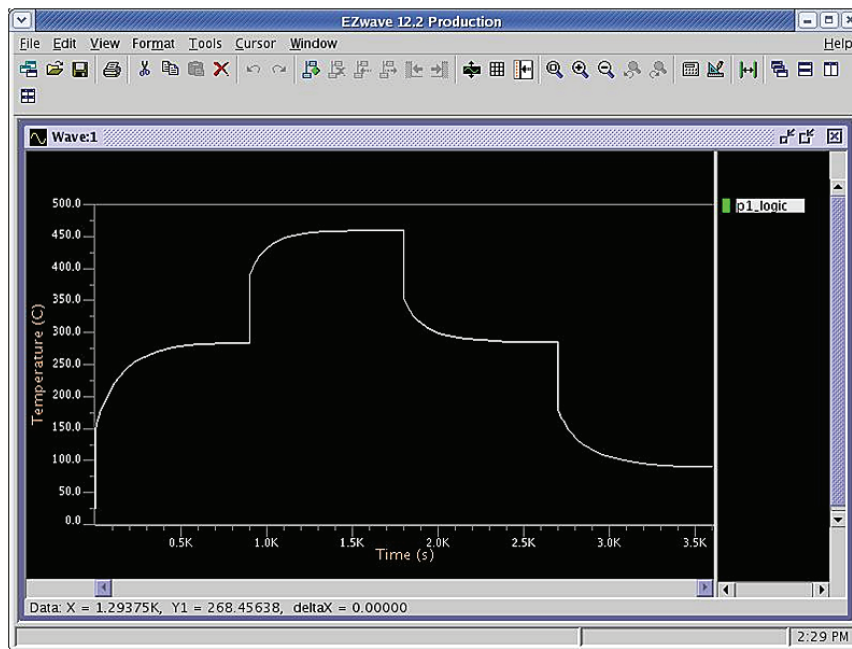 EZwave 12.2 Production
File Edit View Format Tools Cursor Window Help
Wave:1
500.0
450.0
400.0
350.0
300.0
250.0
200.0
150.0
100.0
50.0
0.0
Temperature (C)
0.5K 1.0K 1.5K 2.0K 2.5K 3.0K 3.5K
Time (s)
p1_logic
Data: X = 1.29375K, Y1 = 268.45638, deltaX = 0.00000
2:29 PM